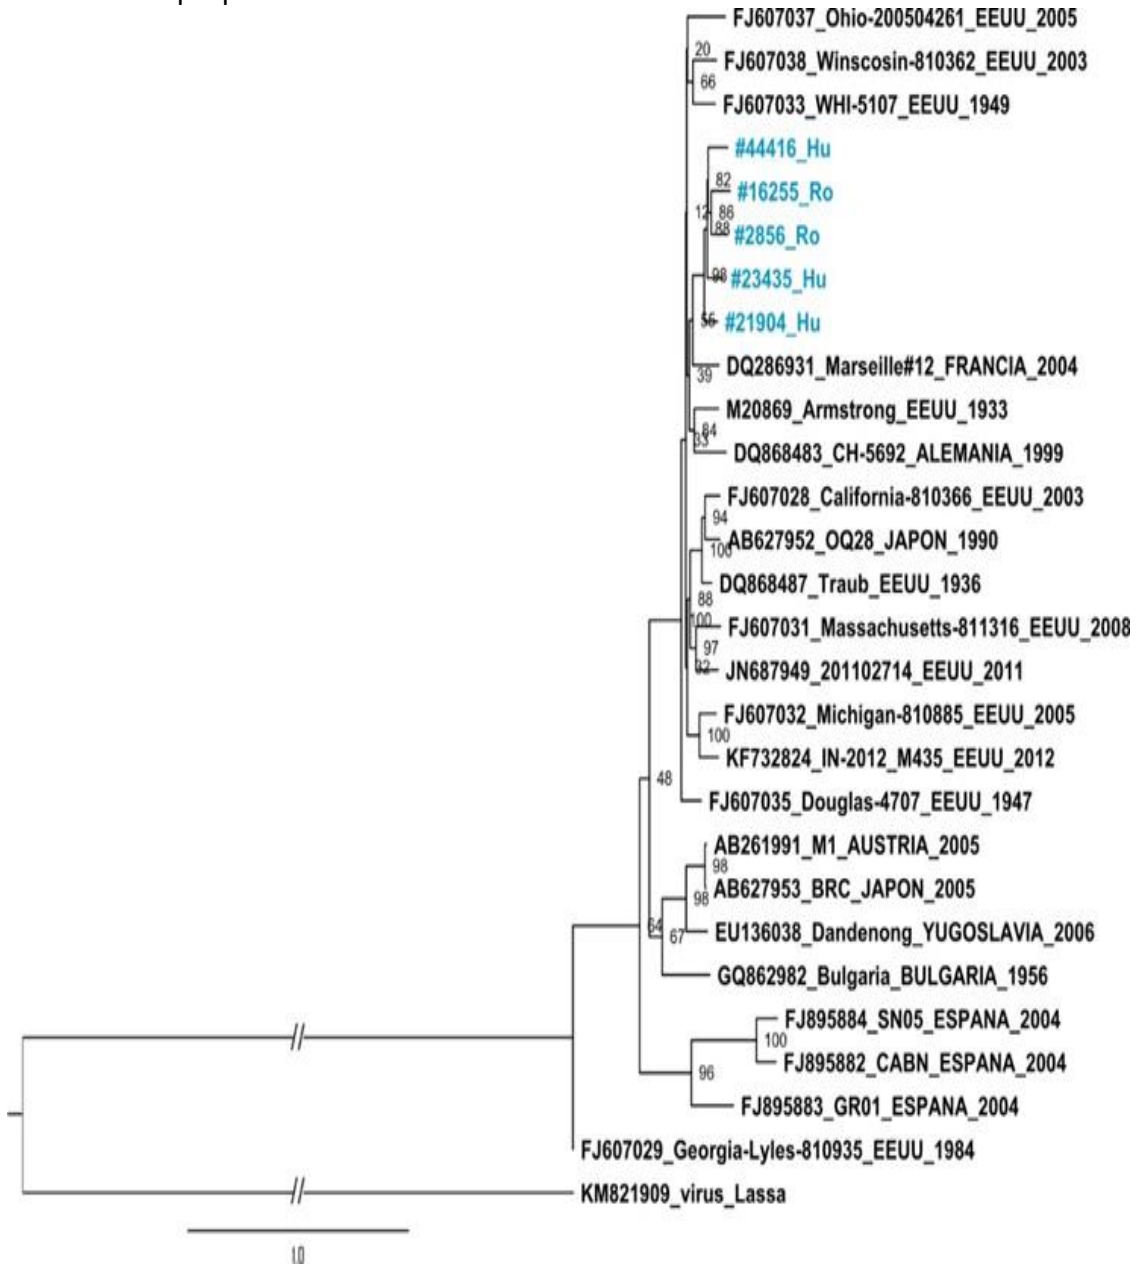 FJ607037_Ohio-200504261_EEUU_2005
20
FJ607038_Winscosin-810362_EEUU_2003
66
FJ607033_WHI-5107_EEUU_1949
#44416_Hu
82
#16255_Ro
12
86
88
#2856_Ro
98
#23435_Hu
56
#21904_Hu
DQ286931_Marseille#12_FRANCIA_2004
39
M20869_Armstrong_EEUU_1933
84
33
DQ868483_CH-5692_ALEMANIA_1999
FJ607028_California-810366_EEUU_2003
94
AB627952_OQ28_JAPON_1990
100
DQ868487_Traub_EEUU_1936
88
100
FJ607031_Massachusetts-811316_EEUU_2008
97
JN687949_201102714_EEUU_2011
FJ607032_Michigan-810885_EEUU_2005
100
KF732824_IN-2012_M435_EEUU_2012
48
FJ607035_Douglas-4707_EEUU_1947
AB261991_M1_AUSTRIA_2005
98
AB627953_BRC_JAPON_2005
98
64
67
EU136038_Dandenong_YUGOSLAVIA_2006
GQ862982_Bulgaria_BULGARIA_1956
FJ895884_SN05_ESPANA_2004
100
FJ895882_CABN_ESPANA_2004
96
FJ895883_GR01_ESPANA_2004
FJ607029_Georgia-Lyles-810935_EEUU_1984
KM821909_virus_Lassa
1.0